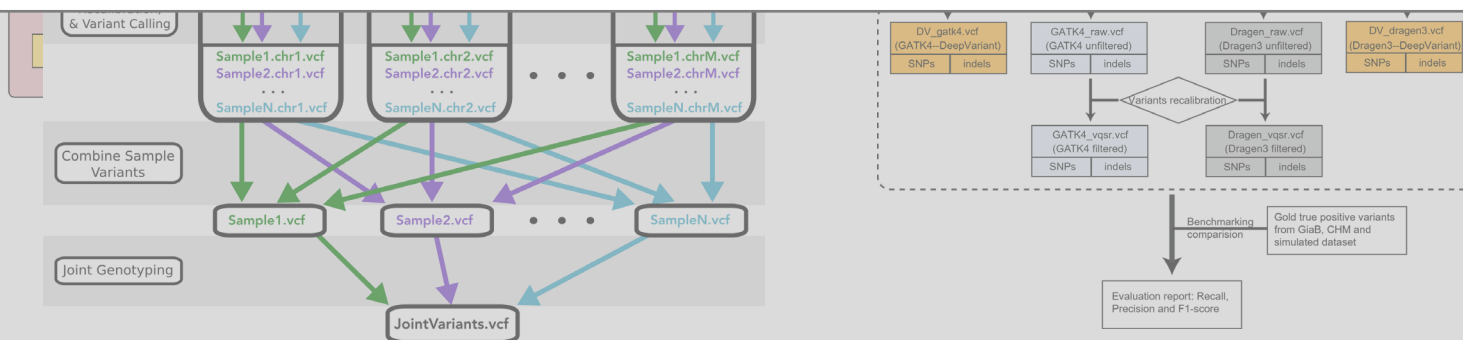 & Variant Calling
Sample1.chr1.vcf
Sample2.chr1.vcf
...
SampleN.chr1.vcf
Sample1.chr2.vcf
Sample2.chr2.vcf
...
SampleN.chr2.vcf
Sample1.chrM.vcf
Sample2.chrM.vcf
...
SampleN.chrM.vcf
Combine Sample
Variants
Sample1.vcf
Sample2.vcf
SampleN.vcf
Joint Genotyping
JointVariants.vcf
DV_gatk4.vcf
(GATK4--DeepVariant)
SNPs indels
GATK4_raw.vcf
(GATK4 unfiltered)
SNPs indels
Dragen_raw.vcf
(Dragen3 unfiltered)
SNPs indels
DV_dragen3.vcf
(Dragen3--DeepVariant)
SNPs indels
Variants recalibration
GATK4_vqsr.vcf
(GATK4 filtered)
SNPs indels
Dragen_vqsr.vcf
(Dragen3 filtered)
SNPs indels
Benchmarking
comparision
Gold true positive variants
from GiaB, CHM and
simulated dataset
Evaluation report: Recall,
Precision and F1-score